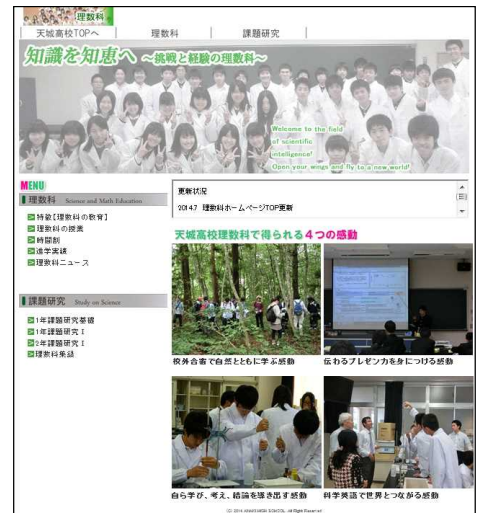 理数科
天城高校TOPへ
理数科
課題研究
知識を知恵へ ～挑戦と経験の理数科～
Welcome to the field
of scientific
intelligence!
Open your wings and fly to a new world!
MENU
理数科 Science and Math Education
特徴【理数科の教育】
理数科の授業
時間割
進学実績
理数科ニュース
課題研究 Study on Science
1年課題研究基礎
1年課題研究Ⅰ
2年課題研究Ⅰ
理数科集録
更新状況
2014.7 理数科ホームページTOP更新
天城高校理数科で得られる4つの感動
校外合宿で自然とともに学ぶ感動
伝わるプレゼン力を身につける感動
自ら学び、考え、結論を導き出す感動
科学英語で世界とつながる感動